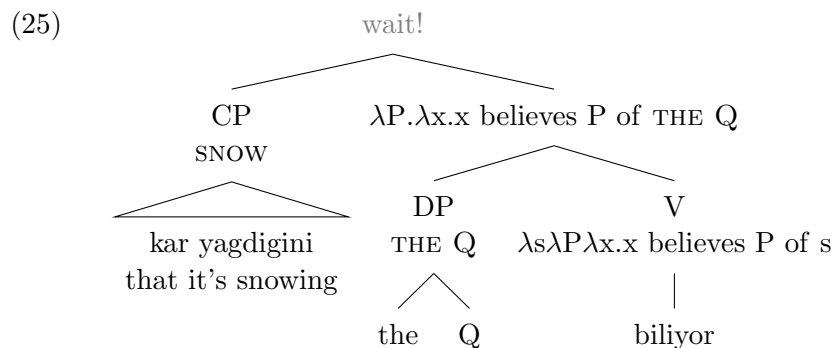 (25) wait!
CP λP.λx.x believes P of THE Q
SNOW
DP V
kar yagdigini THE Q λsλPλx.x believes P of s
that it's snowing
the Q biliyor